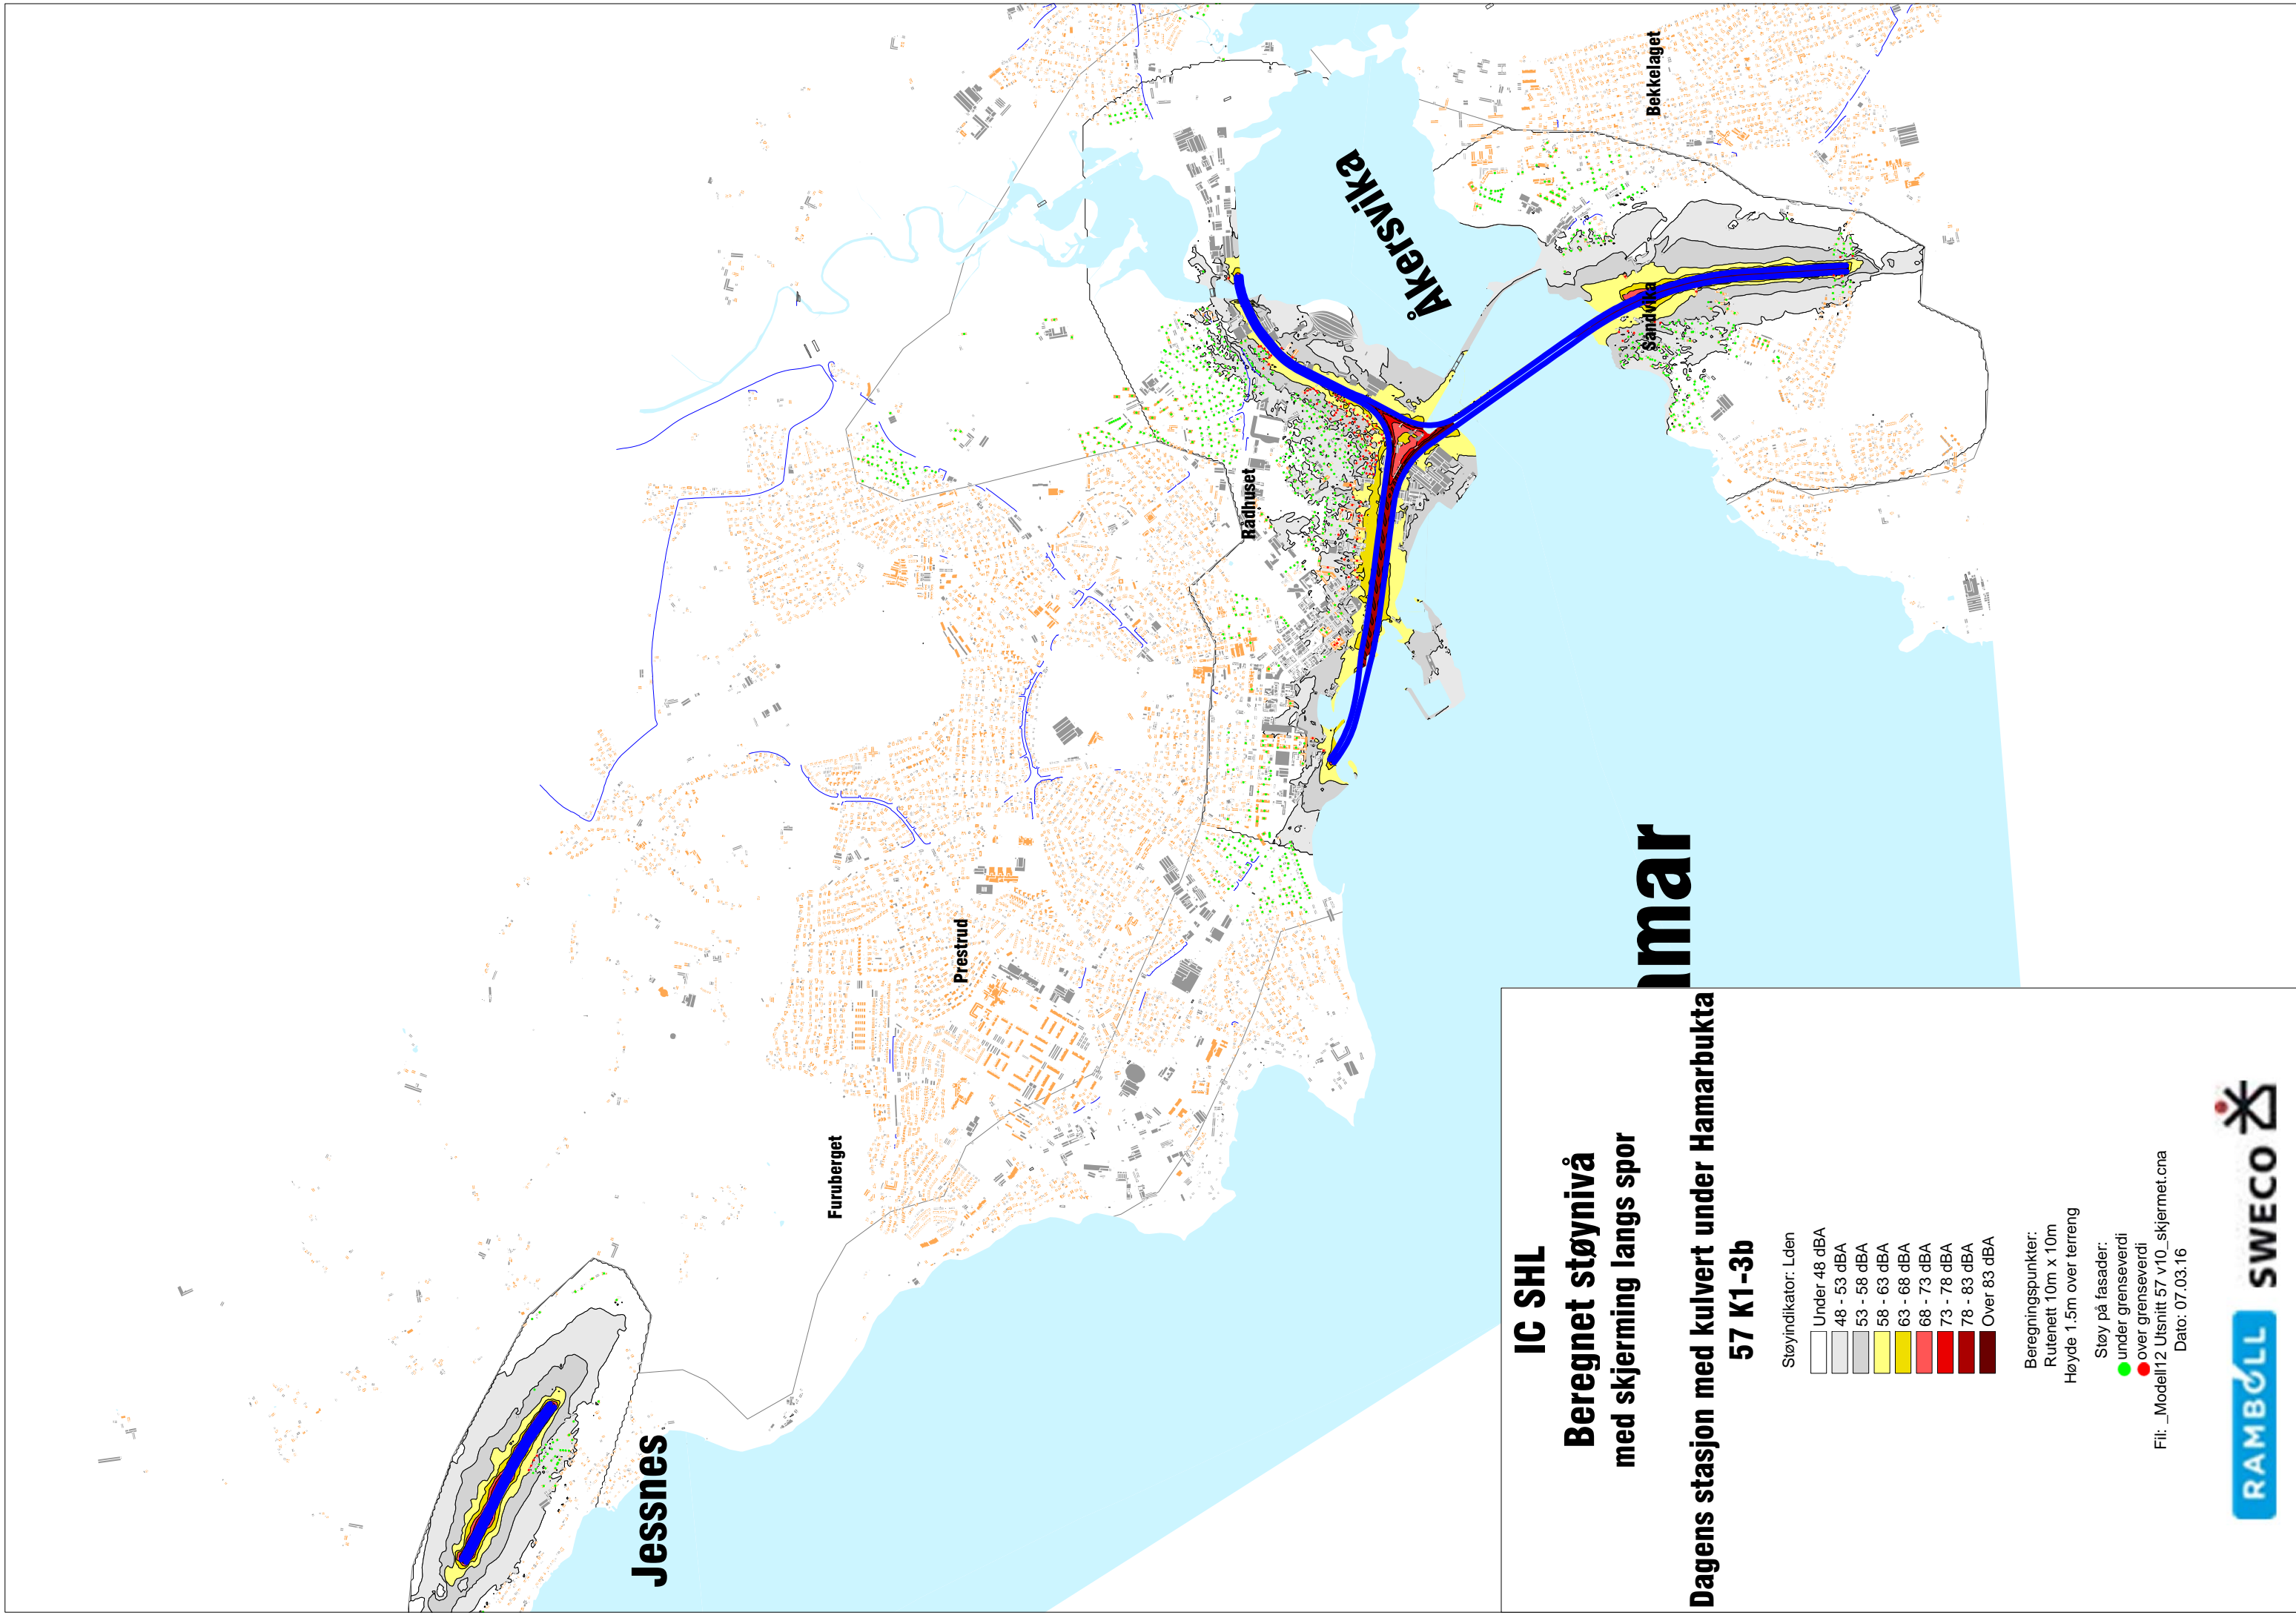 Bekkelaget
Åkersvika
Sandvika
Rådhuset
Prestrud
Furuberget
Jessnes
amar
IC SHL
Beregnet støynivå
med skjerming langs spor
Dagens stasjon med kulvert under Hamarbukta
57 K1-3b
Støyindikator: Lden
Under 48 dBA
48 - 53 dBA
53 - 58 dBA
58 - 63 dBA
63 - 68 dBA
68 - 73 dBA
73 - 78 dBA
78 - 83 dBA
Over 83 dBA
Beregningspunkter:
Rutenett 10m x 10m
Høyde 1.5m over terreng
Støy på fasader:
under grenseverdi
over grenseverdi
Fil: _Modell12 Utsnitt 57 v10_skjermet.cna
Dato: 07.03.16
RAMBOLL
SWECO